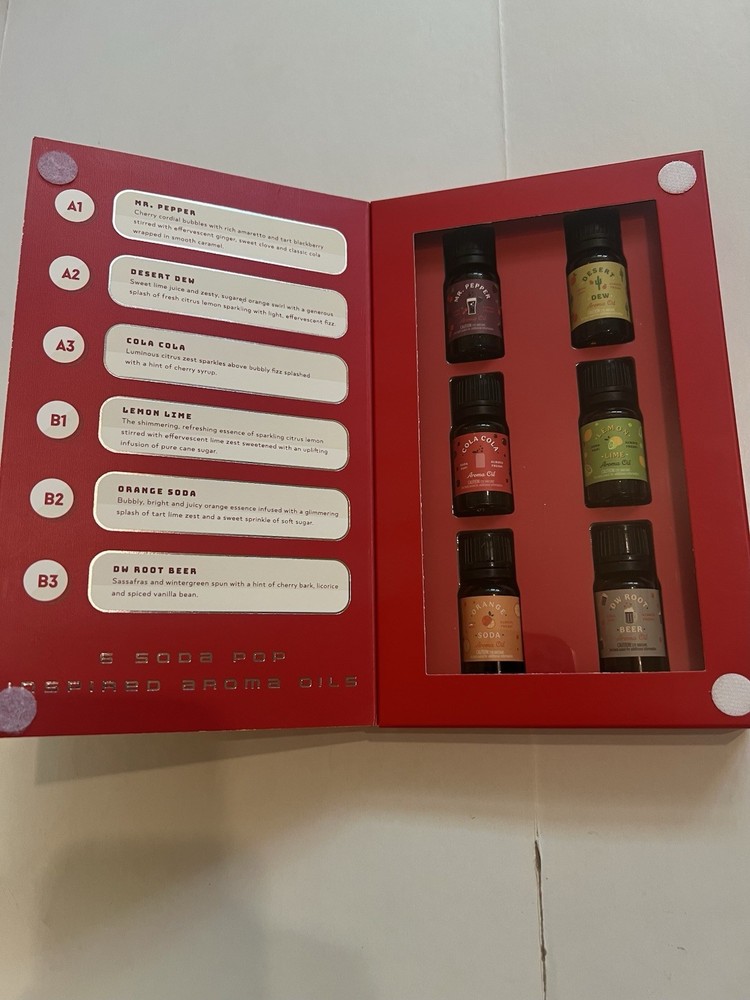 A1
MR. PEPPER
Cherry cordial bubbles with rich amaretto and tart blackberry
stirred with effervescent ginger, sweet clove and classic cola
wrapped in smooth caramel.
A2
DESERT DEW
Sweet lime juice and zesty, sugared orange swirl with a generous
splash of fresh citrus lemon sparkling with light, effervescent fizz.
A3
COLA COLA
Luminous citrus zest sparkles above bubbly fizz splashed
with a hint of cherry syrup.
B1
LEMON LIME
The shimmering, refreshing essence of sparkling citrus lemon
stirred with effervescent lime zest sweetened with an uplifting
infusion of pure cane sugar.
B2
ORANGE SODA
Bubbly, bright and juicy orange essence infused with a glimmering
splash of tart lime zest and a sweet sprinkle of soft sugar.
B3
DW ROOT BEER
Sassafras and wintergreen spun with a hint of cherry bark, licorice
and spiced vanilla bean.
6 SODA POP
INSPIRED AROMA OILS
MR. PEPPER
DESERT
DEW
Aroma Oil
COLA COLA
Aroma Oil
LEMON
LIME
Aroma Oil
ORANGE
SODA
Aroma Oil
DW ROOT
BEER
Aroma Oil